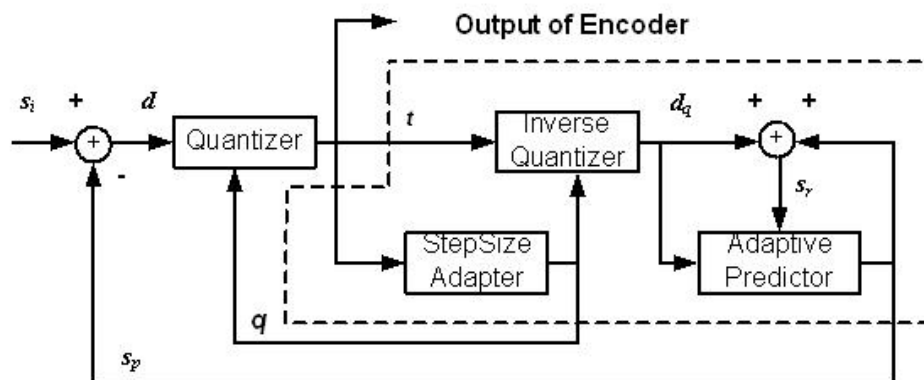 Output of Encoder
s_i + d
Quantizer
t
Inverse
Quantizer
d_q + +
+
+
-
s_r
StepSize
Adapter
Adaptive
Predictor
q
s_p